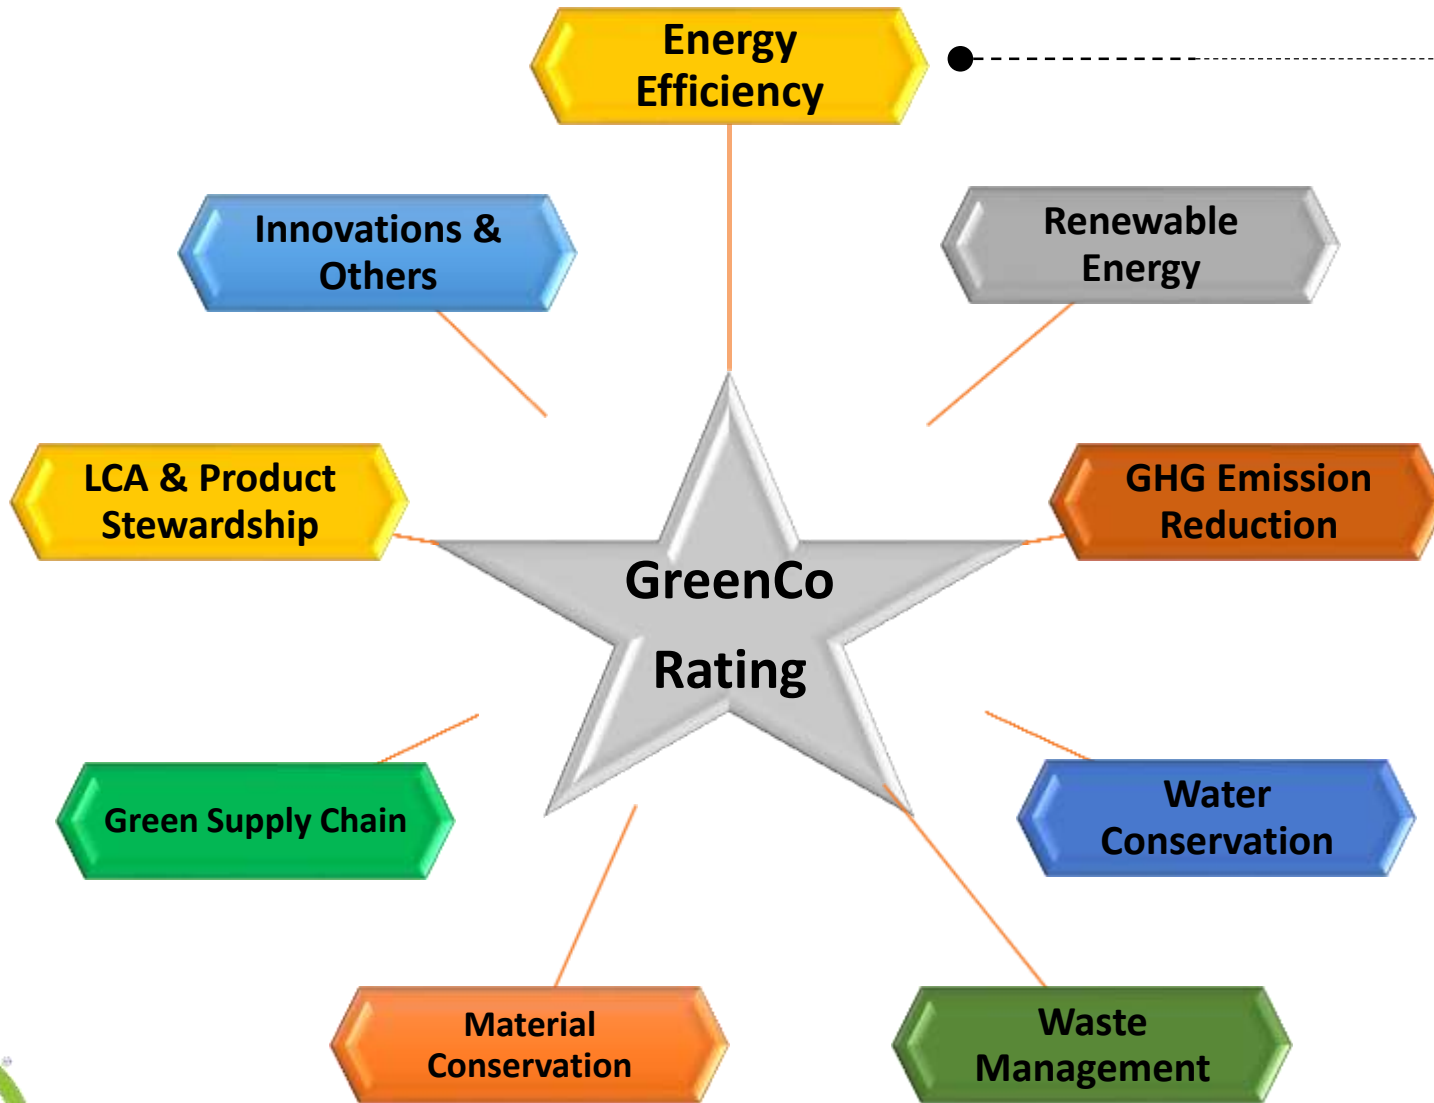 Energy
Efficiency
Innovations &
Others
Renewable
Energy
LCA & Product
Stewardship
GHG Emission
Reduction
GreenCo
Rating
Green Supply Chain
Water
Conservation
Material
Conservation
Waste
Management
®